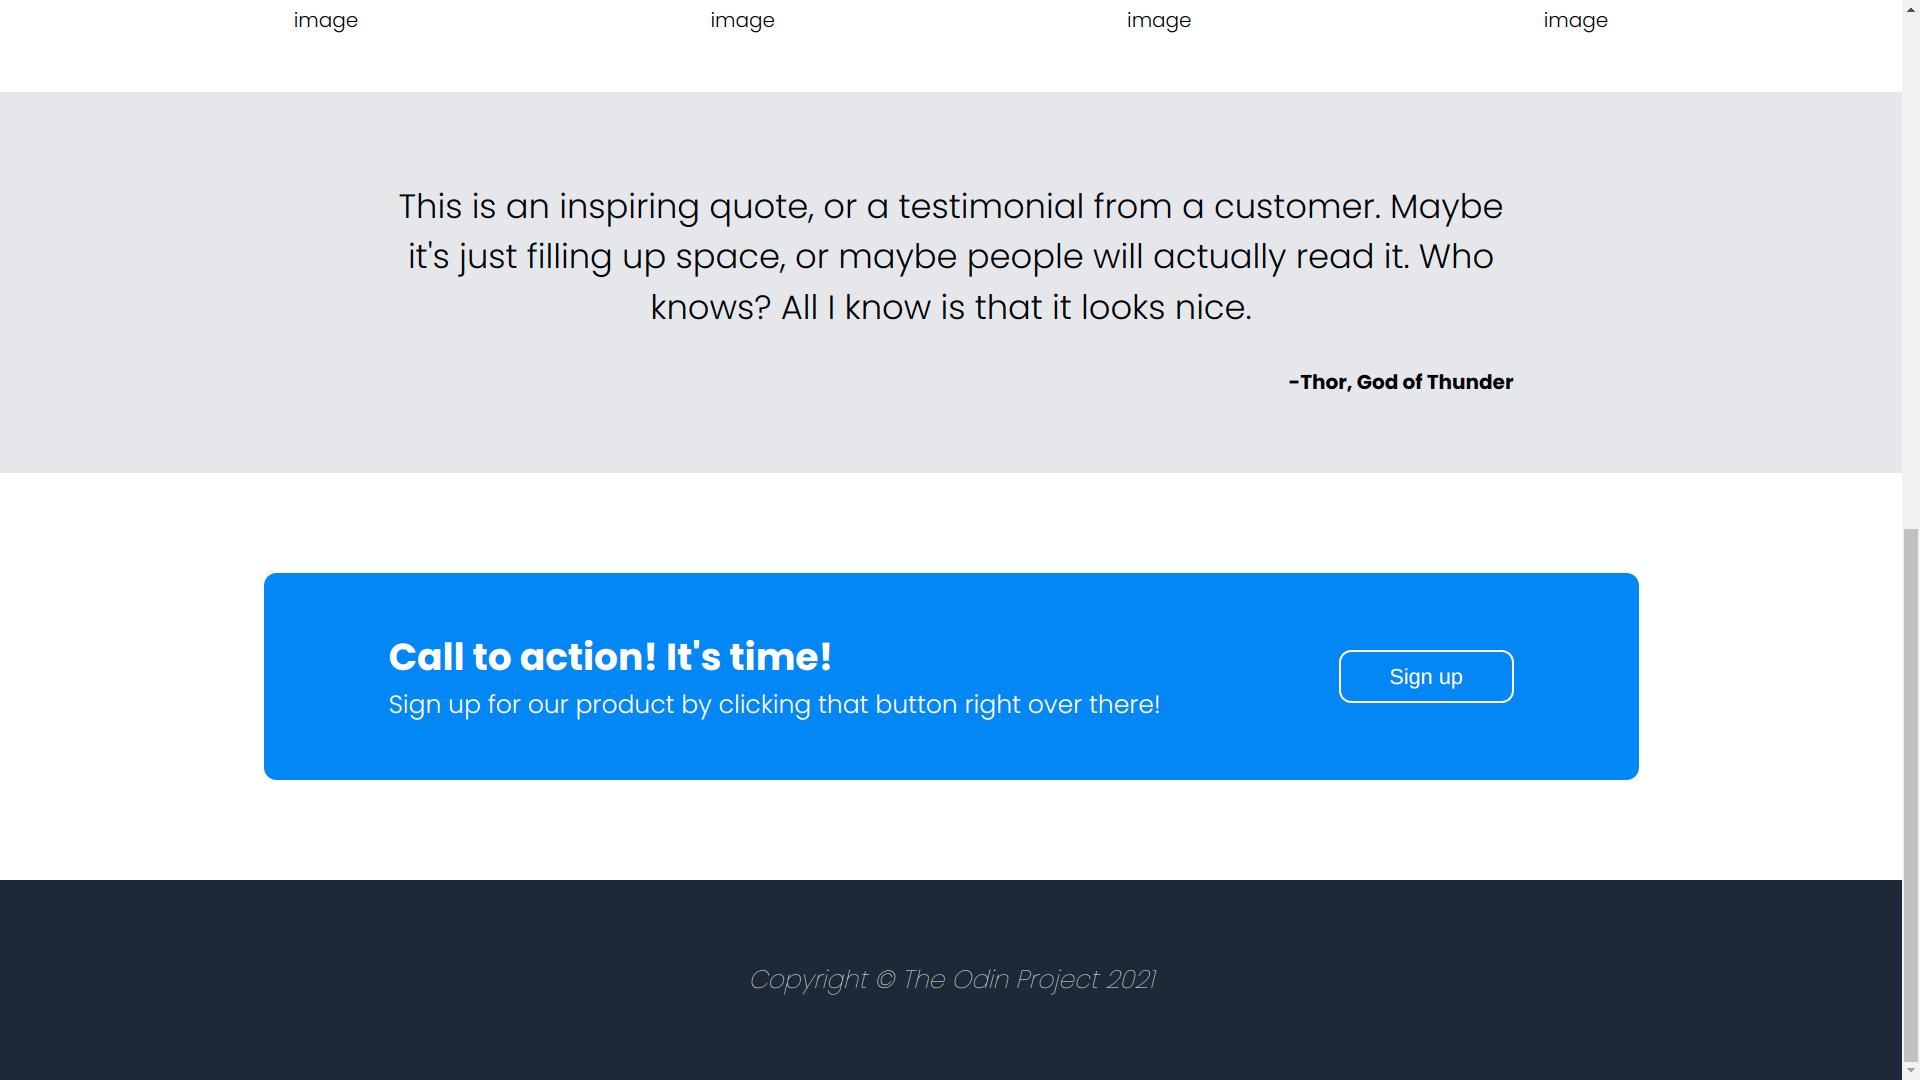 image image image image
This is an inspiring quote, or a testimonial from a customer. Maybe
it's just filling up space, or maybe people will actually read it. Who
knows? All I know is that it looks nice.
-Thor, God of Thunder
Call to action! It's time!
Sign up for our product by clicking that button right over there!
Sign up
Copyright © The Odin Project 2021